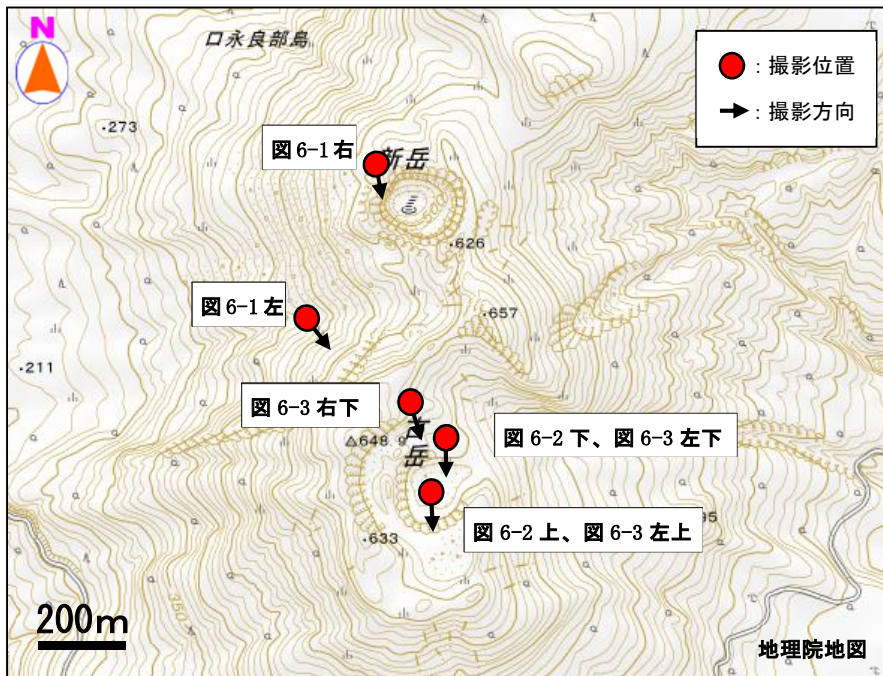 N
口永良部島
：撮影位置
：撮影方向
273
図 6-1 右
新岳
626
図 6-1 左
657
211
図 6-3 右下
648.9
古岳
図 6-2 下、図 6-3 左下
図 6-2 上、図 6-3 左上
633
350
200m
地理院地図